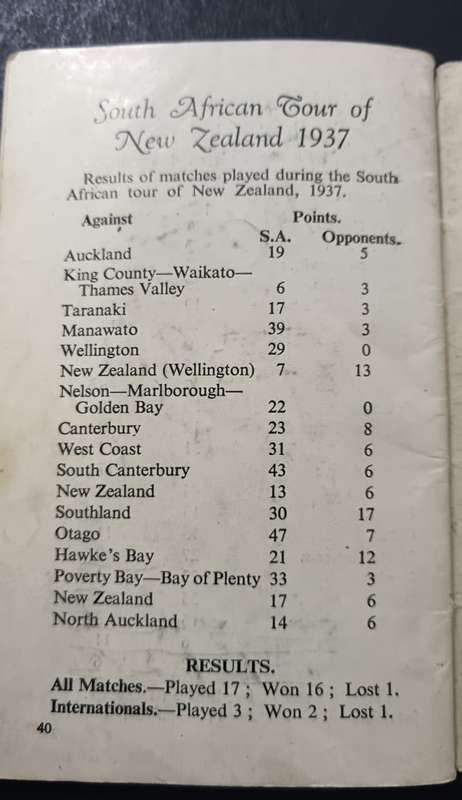 South African Tour of
New Zealand 1937
Results of matches played during the South
African tour of New Zealand, 1937.
Against Points.
S.A. Opponents.
Auckland 19 5
King County—Waikato—
Thames Valley 6 3
Taranaki 17 3
Manawato 39 3
Wellington 29 0
New Zealand (Wellington) 7 13
Nelson—Marlborough—
Golden Bay 22 0
Canterbury 23 8
West Coast 31 6
South Canterbury 43 6
New Zealand 13 6
Southland 30 17
Otago 47 7
Hawke's Bay 21 12
Poverty Bay—Bay of Plenty 33 3
New Zealand 17 6
North Auckland 14 6
RESULTS.
All Matches.—Played 17 ; Won 16 ; Lost 1.
Internationals.—Played 3 ; Won 2 ; Lost 1.
40